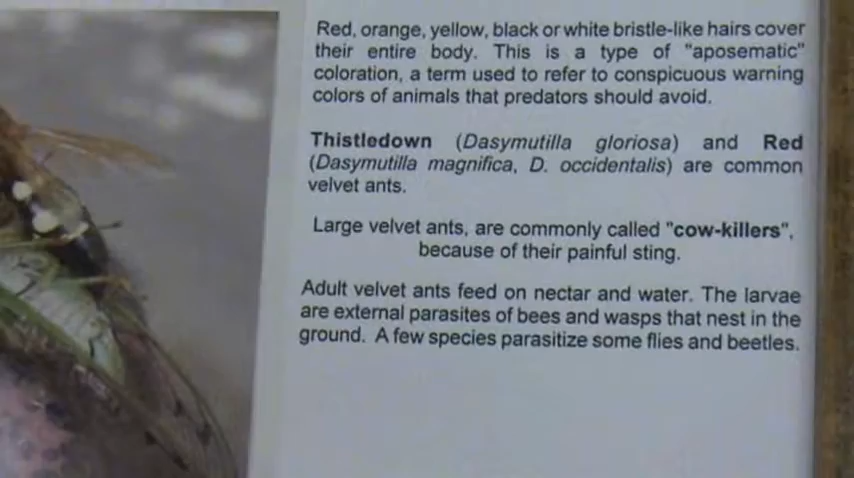 Red, orange, yellow, black or white bristle-like hairs cover
their entire body. This is a type of "aposematic"
coloration, a term used to refer to conspicuous warning
colors of animals that predators should avoid.
Thistledown (Dasymutilla gloriosa) and Red
(Dasymutilla magnifica, D. occidentalis) are common
velvet ants.
Large velvet ants, are commonly called "cow-killers",
because of their painful sting.
Adult velvet ants feed on nectar and water. The larvae
are external parasites of bees and wasps that nest in the
ground. A few species parasitize some flies and beetles.